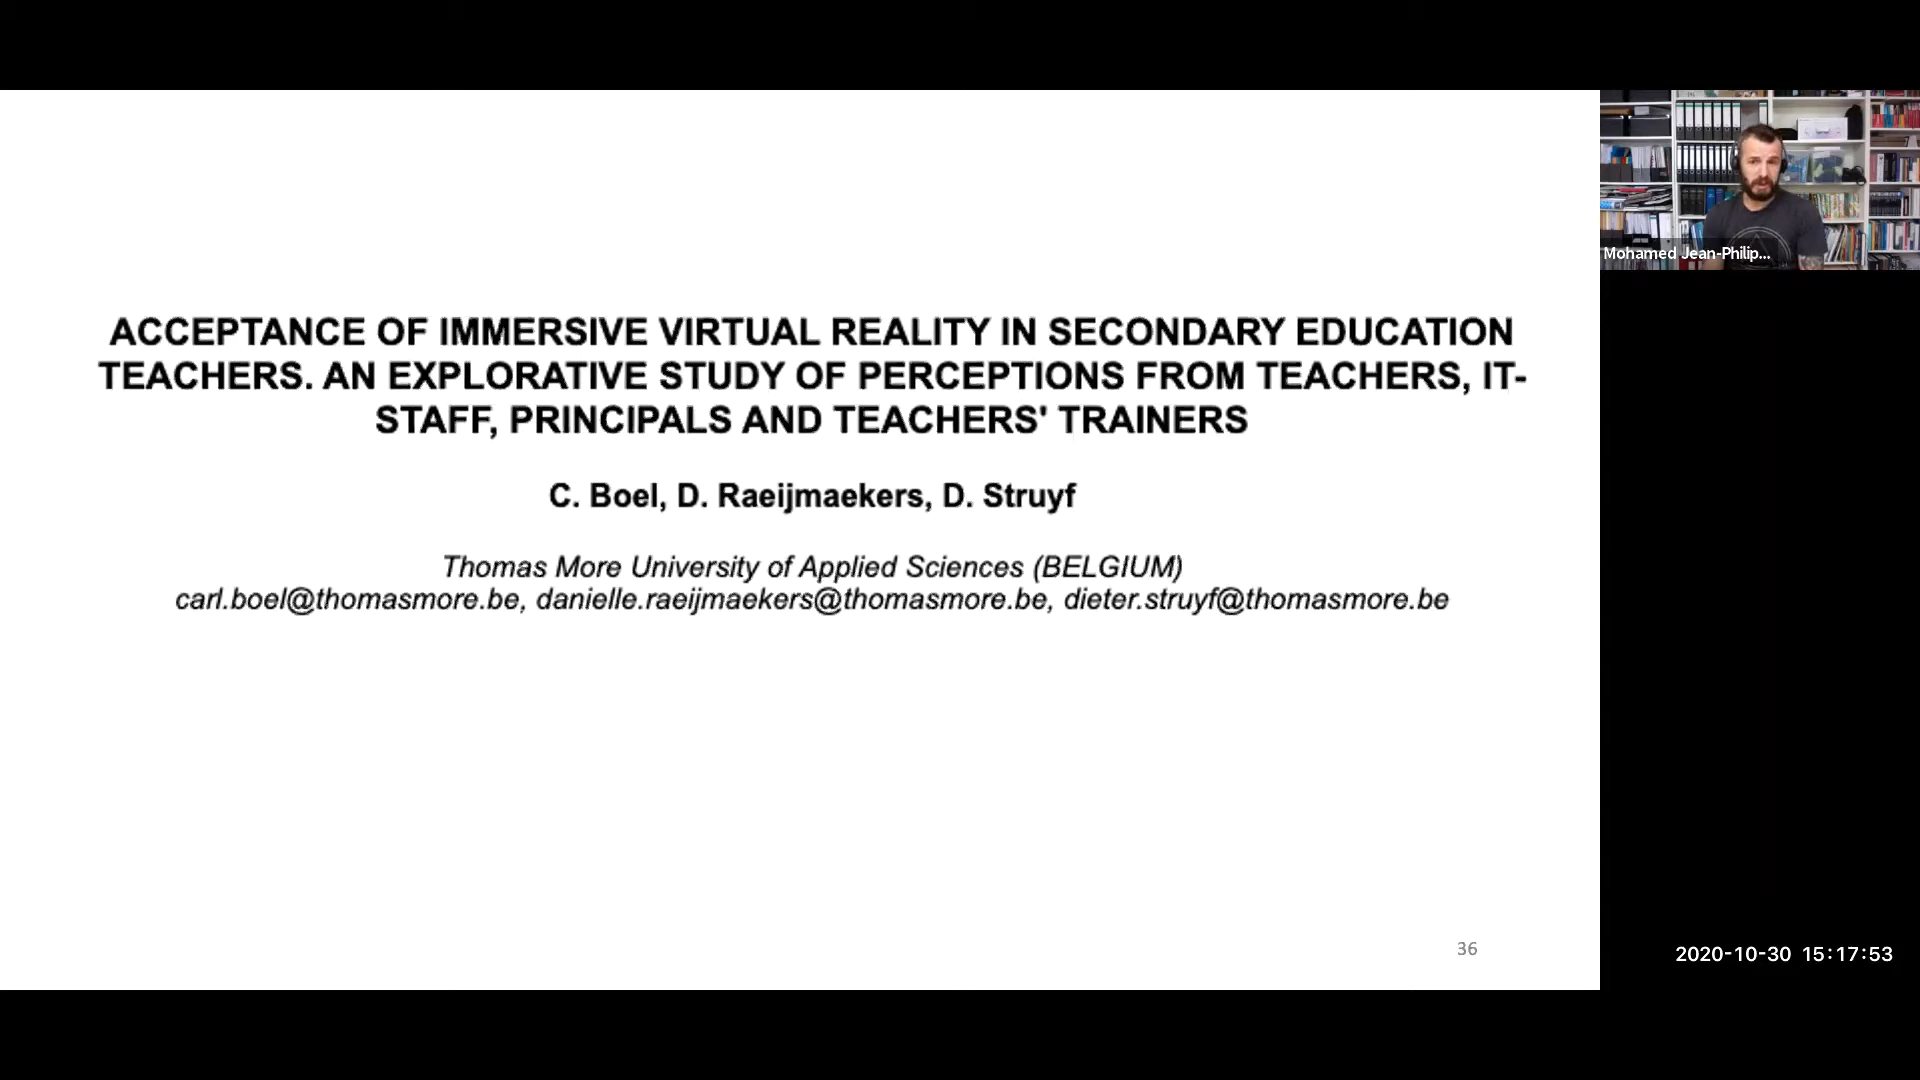 ACCEPTANCE OF IMMERSIVE VIRTUAL REALITY IN SECONDARY EDUCATION
TEACHERS. AN EXPLORATIVE STUDY OF PERCEPTIONS FROM TEACHERS, IT-
STAFF, PRINCIPALS AND TEACHERS' TRAINERS
C. Boel, D. Raeijmaekers, D. Struyf
Thomas More University of Applied Sciences (BELGIUM)
carl.boel@thomasmore.be, danielle.raeijmaekers@thomasmore.be, dieter.struyf@thomasmore.be
36
Mohamed Jean-Philip...
2020-10-30 15:17:53